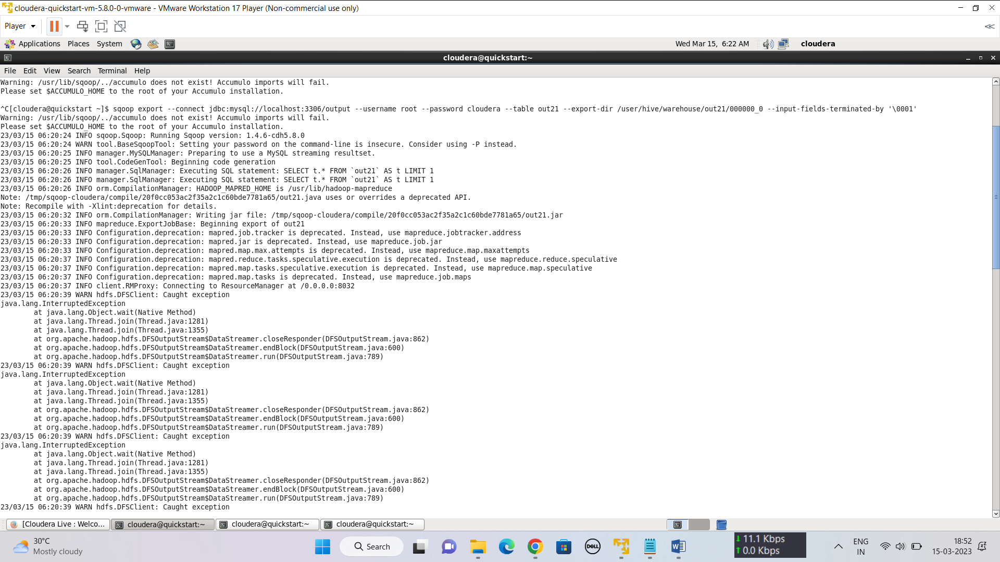 cloudera-quickstart-vm-5.8.0-0-vmware - VMware Workstation 17 Player (Non-commercial use only)
Player
Applications Places System Wed Mar 15, 6:22 AM cloudera
cloudera@quickstart:~
File Edit View Search Terminal Help
Warning: /usr/lib/sqoop/../accumulo does not exist! Accumulo imports will fail.
Please set $ACCUMULO_HOME to the root of your Accumulo installation.
^C[cloudera@quickstart ~]$ sqoop export --connect jdbc:mysql://localhost:3306/output --username root --password cloudera --table out21 --export-dir /user/hive/warehouse/out21/000000_0 --input-fields-terminated-by '\0001'
Warning: /usr/lib/sqoop/../accumulo does not exist! Accumulo imports will fail.
Please set $ACCUMULO_HOME to the root of your Accumulo installation.
23/03/15 06:20:24 INFO sqoop.Sqoop: Running Sqoop version: 1.4.6-cdh5.8.0
23/03/15 06:20:24 WARN tool.BaseSqoopTool: Setting your password on the command-line is insecure. Consider using -P instead.
23/03/15 06:20:25 INFO manager.MySQLManager: Preparing to use a MySQL streaming resultset.
23/03/15 06:20:25 INFO tool.CodeGenTool: Beginning code generation
23/03/15 06:20:26 INFO manager.SqlManager: Executing SQL statement: SELECT t.* FROM `out21` AS t LIMIT 1
23/03/15 06:20:26 INFO manager.SqlManager: Executing SQL statement: SELECT t.* FROM `out21` AS t LIMIT 1
23/03/15 06:20:26 INFO orm.CompilationManager: HADOOP_MAPRED_HOME is /usr/lib/hadoop-mapreduce
Note: /tmp/sqoop-cloudera/compile/20f0cc053ac2f35a2c1c60bde7781a65/out21.java uses or overrides a deprecated API.
Note: Recompile with -Xlint:deprecation for details.
23/03/15 06:20:32 INFO orm.CompilationManager: Writing jar file: /tmp/sqoop-cloudera/compile/20f0cc053ac2f35a2c1c60bde7781a65/out21.jar
23/03/15 06:20:33 INFO mapreduce.ExportJobBase: Beginning export of out21
23/03/15 06:20:33 INFO Configuration.deprecation: mapred.job.tracker is deprecated. Instead, use mapreduce.jobtracker.address
23/03/15 06:20:33 INFO Configuration.deprecation: mapred.jar is deprecated. Instead, use mapreduce.job.jar
23/03/15 06:20:33 INFO Configuration.deprecation: mapred.map.max.attempts is deprecated. Instead, use mapreduce.map.maxattempts
23/03/15 06:20:37 INFO Configuration.deprecation: mapred.reduce.tasks.speculative.execution is deprecated. Instead, use mapreduce.reduce.speculative
23/03/15 06:20:37 INFO Configuration.deprecation: mapred.map.tasks.speculative.execution is deprecated. Instead, use mapreduce.map.speculative
23/03/15 06:20:37 INFO Configuration.deprecation: mapred.map.tasks is deprecated. Instead, use mapreduce.job.maps
23/03/15 06:20:37 INFO client.RMProxy: Connecting to ResourceManager at /0.0.0.0:8032
23/03/15 06:20:39 WARN hdfs.DFSClient: Caught exception
java.lang.InterruptedException
at java.lang.Object.wait(Native Method)
at java.lang.Thread.join(Thread.java:1281)
at java.lang.Thread.join(Thread.java:1355)
at org.apache.hadoop.hdfs.DFSOutputStream$DataStreamer.closeResponder(DFSOutputStream.java:862)
at org.apache.hadoop.hdfs.DFSOutputStream$DataStreamer.endBlock(DFSOutputStream.java:600)
at org.apache.hadoop.hdfs.DFSOutputStream$DataStreamer.run(DFSOutputStream.java:789)
23/03/15 06:20:39 WARN hdfs.DFSClient: Caught exception
java.lang.InterruptedException
at java.lang.Object.wait(Native Method)
at java.lang.Thread.join(Thread.java:1281)
at java.lang.Thread.join(Thread.java:1355)
at org.apache.hadoop.hdfs.DFSOutputStream$DataStreamer.closeResponder(DFSOutputStream.java:862)
at org.apache.hadoop.hdfs.DFSOutputStream$DataStreamer.endBlock(DFSOutputStream.java:600)
at org.apache.hadoop.hdfs.DFSOutputStream$DataStreamer.run(DFSOutputStream.java:789)
23/03/15 06:20:39 WARN hdfs.DFSClient: Caught exception
java.lang.InterruptedException
at java.lang.Object.wait(Native Method)
at java.lang.Thread.join(Thread.java:1281)
at java.lang.Thread.join(Thread.java:1355)
at org.apache.hadoop.hdfs.DFSOutputStream$DataStreamer.closeResponder(DFSOutputStream.java:862)
at org.apache.hadoop.hdfs.DFSOutputStream$DataStreamer.endBlock(DFSOutputStream.java:600)
at org.apache.hadoop.hdfs.DFSOutputStream$DataStreamer.run(DFSOutputStream.java:789)
23/03/15 06:20:39 WARN hdfs.DFSClient: Caught exception
[Cloudera Live : Welco... cloudera@quickstart:~ cloudera@quickstart:~ cloudera@quickstart:~
30°C
Mostly cloudy
Search
DELL
11.1 Kbps
0.0 Kbps
ENG
IN
18:52
15-03-2023